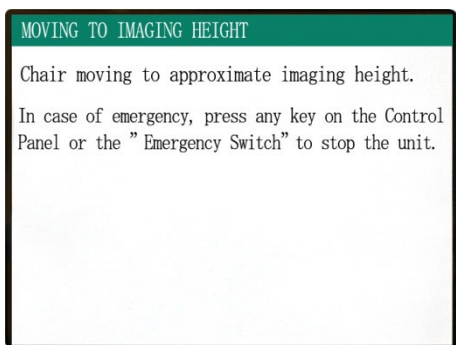 MOVING TO IMAGING HEIGHT
Chair moving to approximate imaging height.
In case of emergency, press any key on the Control
Panel or the ” Emergency Switch” to stop the unit.